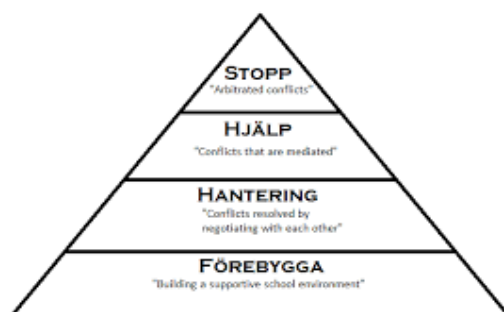 STOPP
"Arbitrated conflicts"
HJÄLP
"Conflicts that are mediated"
HANTERING
"Conflicts resolved by
negotiating with each other"
FÖREBYGGA
"Building a supportive school environment"